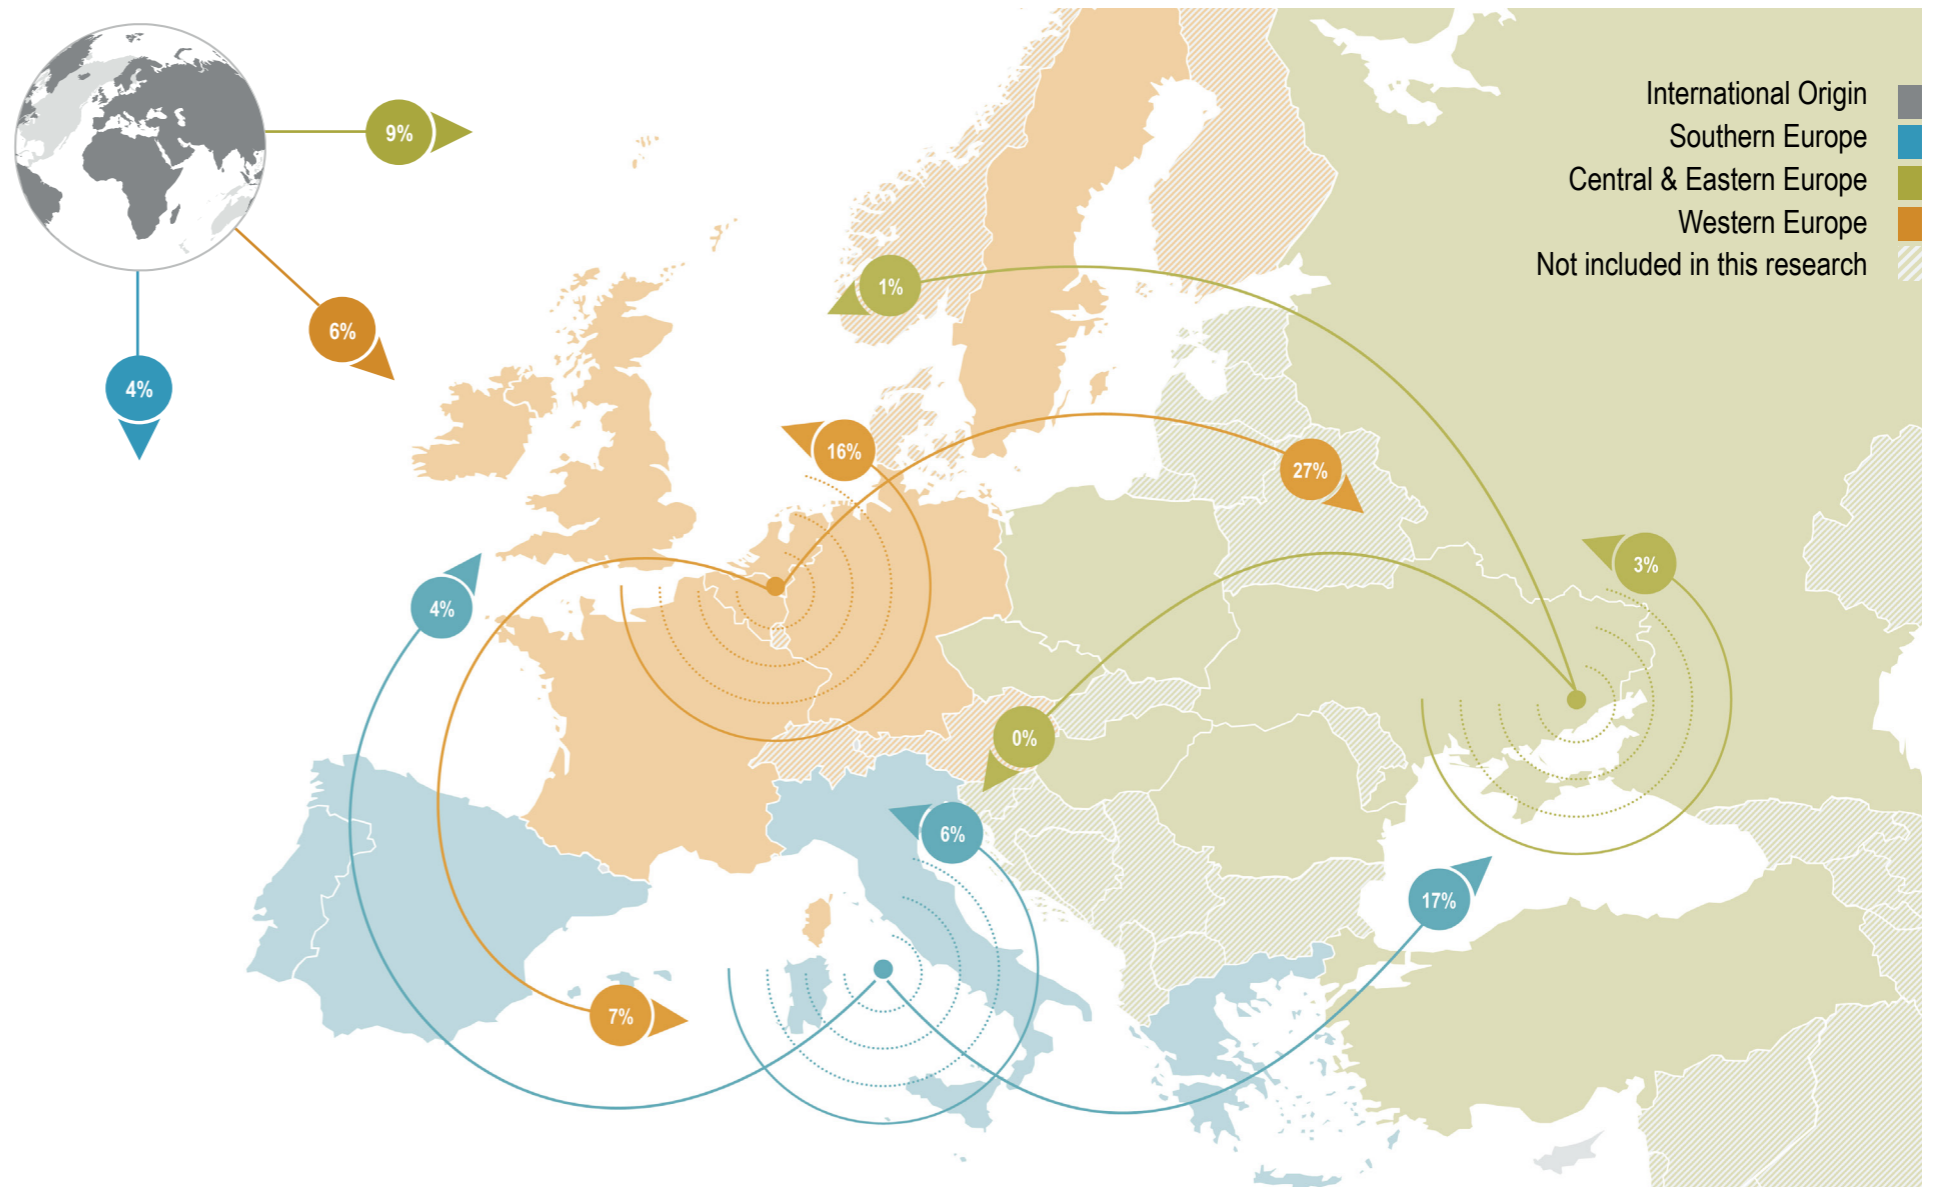 International Origin
Southern Europe
Central & Eastern Europe
Western Europe
Not included in this research
9%
1%
6%
4%
16%
27%
3%
4%
0%
6%
17%
7%